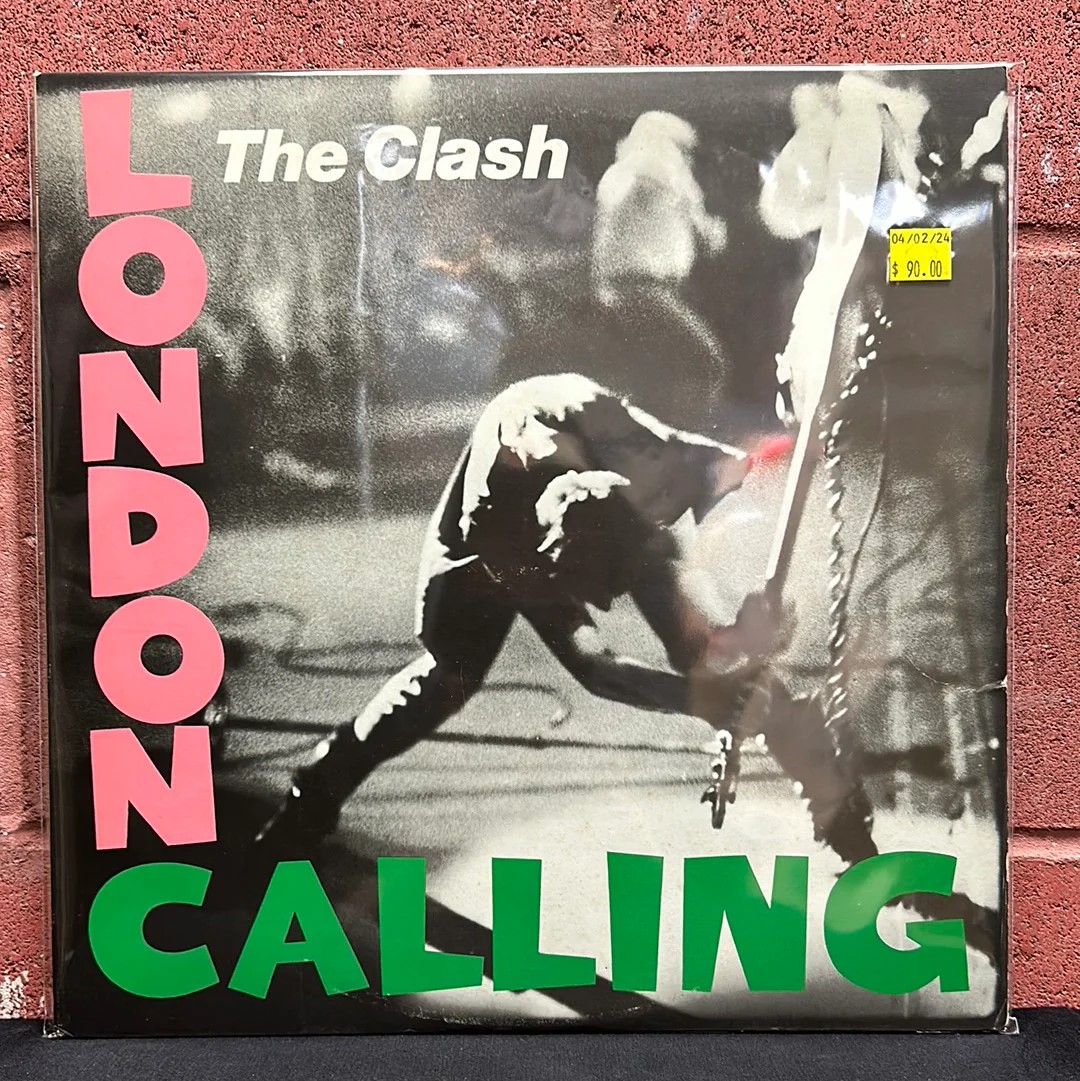 The Clash
LONDON
CALLING
04/02/24
$ 90.00